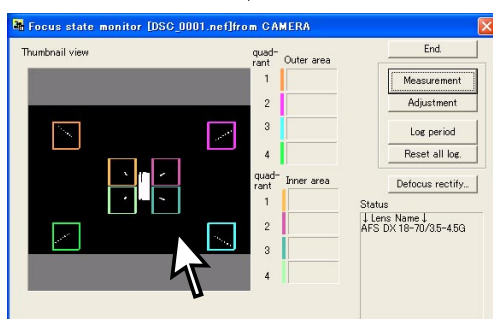 Focus state monitor [DSC_0001.nef]from CAMERA
Thumbnail view
quad-
rant
Outer area
1
2
3
4
quad-
rant
Inner area
1
2
3
4
End.
Measurement
Adjustment
Log period
Reset all log.
Defocus rectify...
Status
↓Lens Name↓
AFS DX 18-70/3.5-4.5G